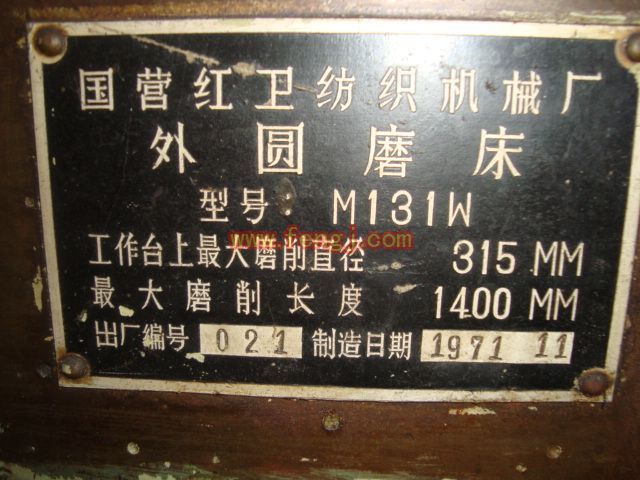 国营红卫纺织机械厂
外圆磨床
型号 M131W
www.fengj.com
工作台上最大磨削直径 315 MM
最大磨削长度 1400 MM
出厂编号 021 制造日期 1971 11